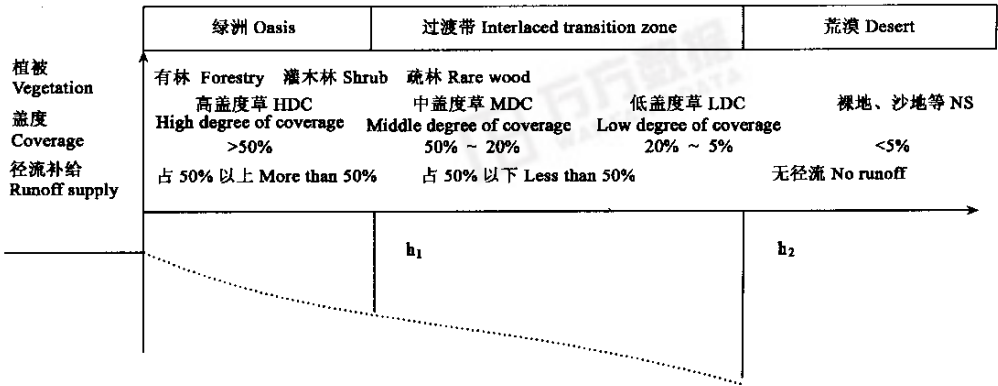 绿洲 Oasis 过渡带 Interlaced transition zone 荒漠 Desert
植被
Vegetation
有林 Forestry 灌木林 Shrub 疏林 Rare wood
高盖度草 HDC 中盖度草 MDC 低盖度草 LDC 裸地、沙地等 NS
盖度
Coverage
High degree of coverage Middle degree of coverage Low degree of coverage
>50% 50% ~ 20% 20% ~ 5% <5%
径流补给
Runoff supply
占 50% 以上 More than 50% 占 50% 以下 Less than 50% 无径流 No runoff
h₁ h₂
万方数据